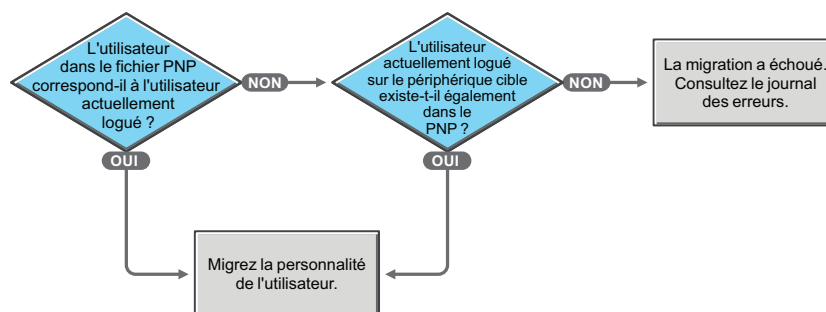 L'utilisateur
dans le fichier PNP
correspond-il à l'utilisateur
actuellement
logué ?
NON
OUI
L'utilisateur
actuellement logué
sur le périphérique cible
existe-t-il également
dans le
PNP ?
NON
OUI
La migration a échoué.
Consultez le journal
des erreurs.
Migrez la personnalité
de l'utilisateur.